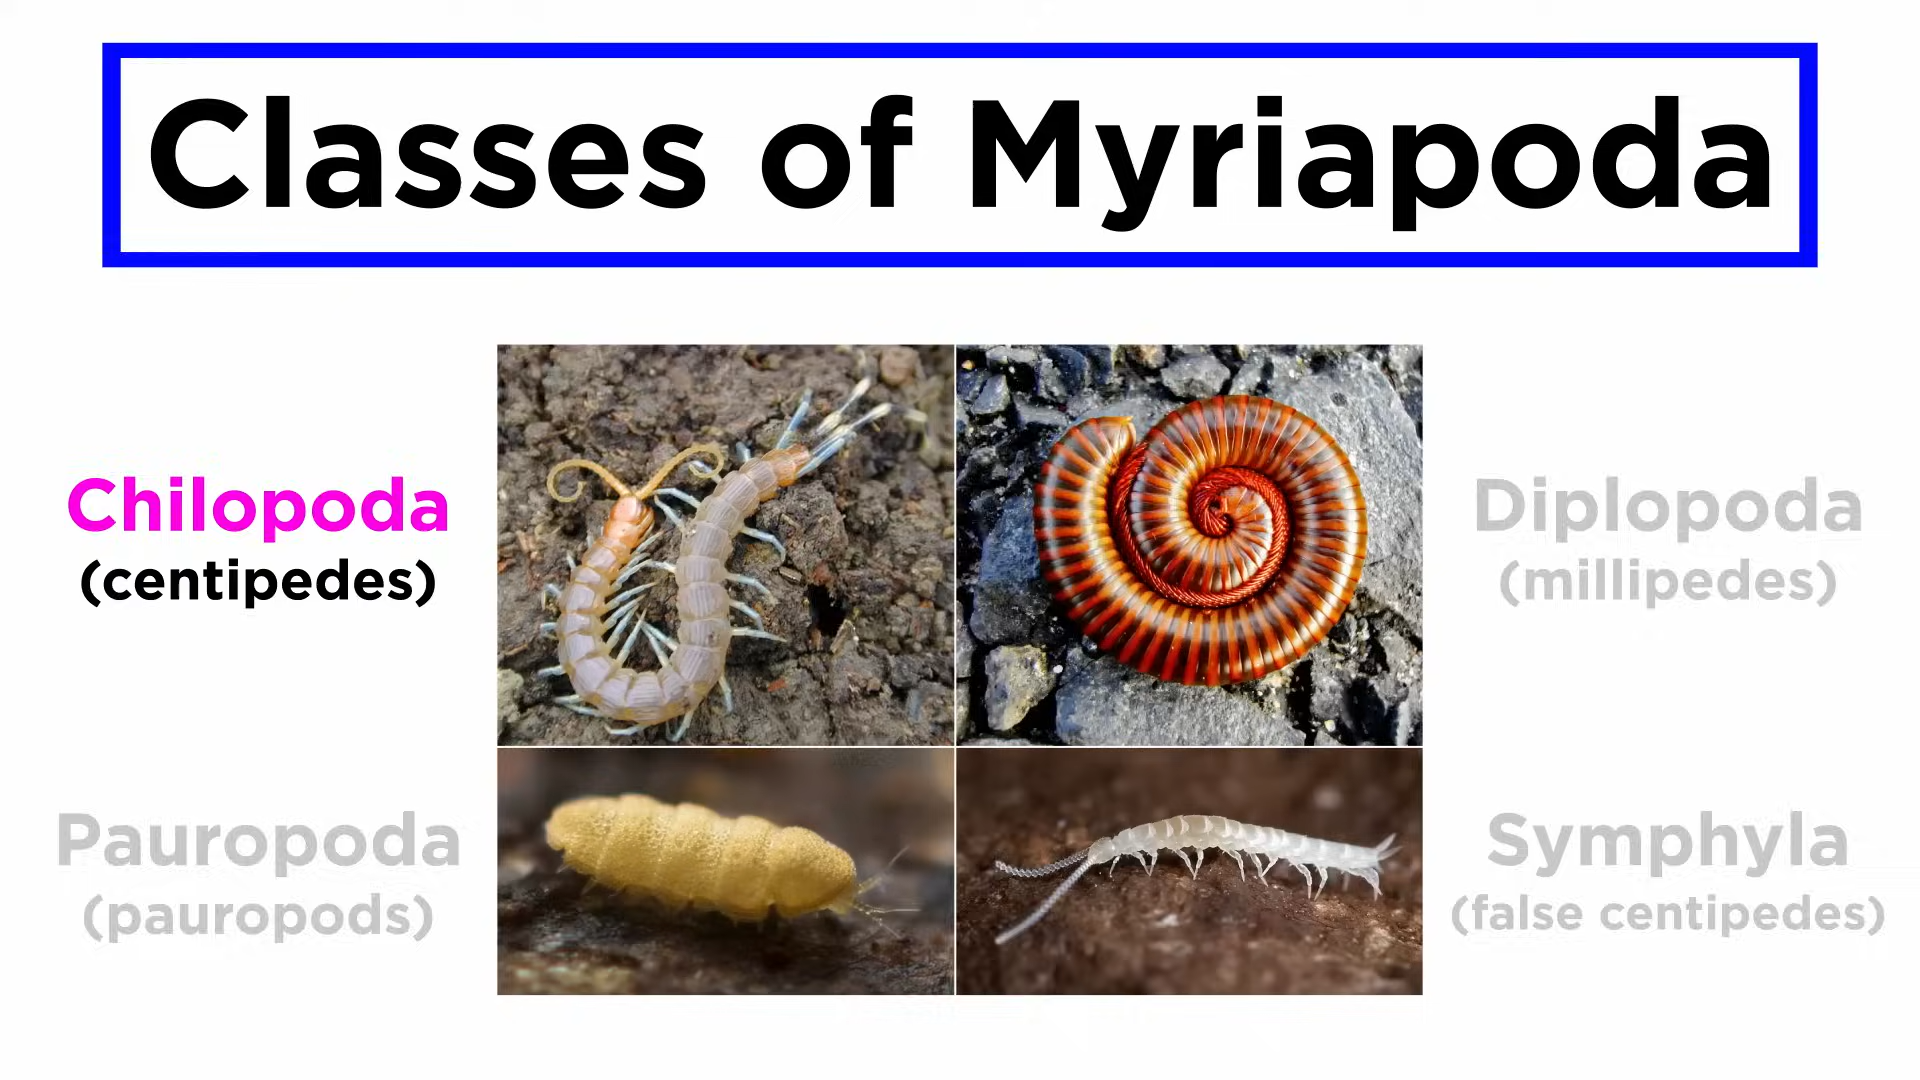 Classes of Myriapoda
Chilopoda
(centipedes)
Diplopoda
(millipedes)
Pauropoda
(pauropods)
Symphyla
(false centipedes)